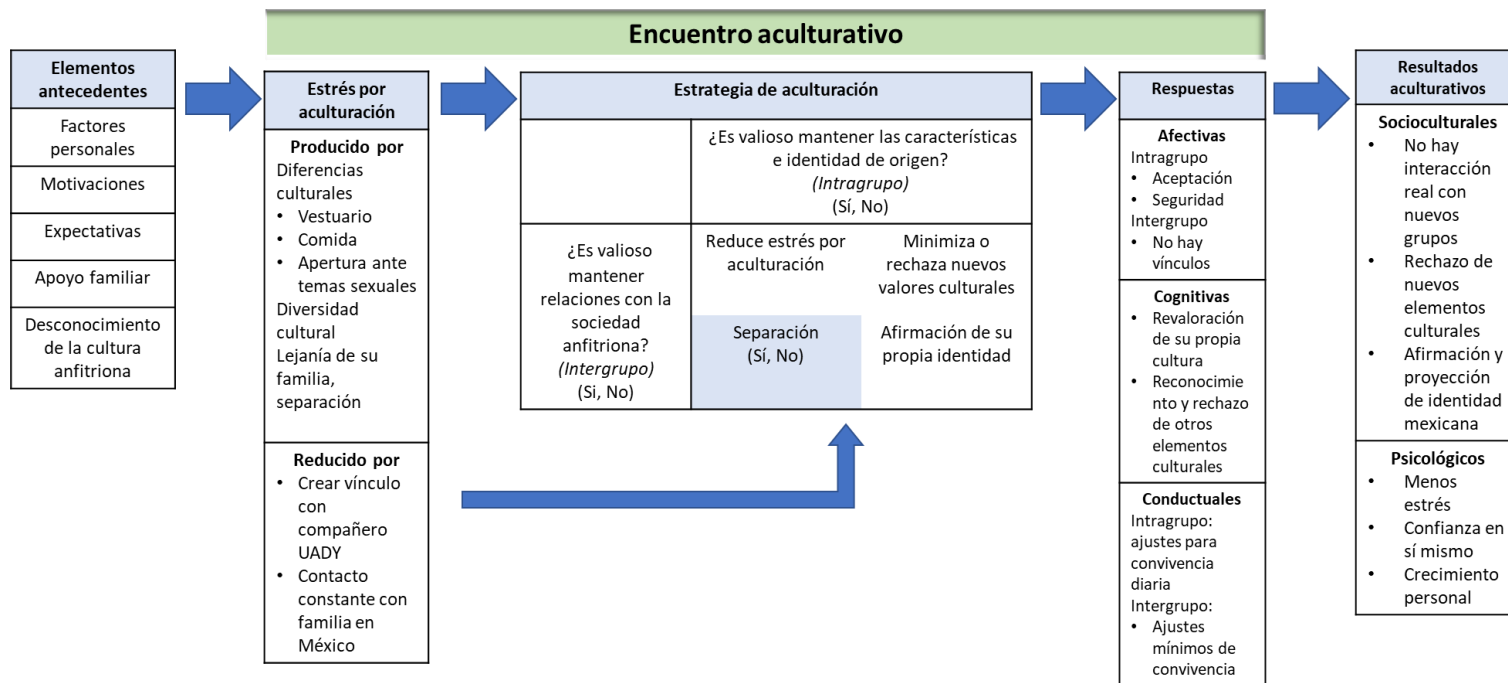 Encuentro aculturativo
Elementos
antecedentes
Factores
personales
Motivaciones
Expectativas
Apoyo familiar
Desconocimiento
de la cultura
anfitriona
Estrés por
aculturación
Producido por
Diferencias
culturales
• Vestuario
• Comida
• Apertura ante
temas sexuales
Diversidad
cultural
Lejanía de su
familia,
separación
Reducido por
• Crear vínculo
con
compañero
UADY
• Contacto
constante con
familia en
México
Estrategia de aculturación
¿Es valioso mantener las características
e identidad de origen?
(Intragrupo)
(Sí, No)
¿Es valioso
mantener
relaciones con la
sociedad
anfitriona?
(Intergrupo)
(Si, No)
Reduce estrés por
aculturación
Minimiza o
rechaza nuevos
valores culturales
Separación
(Sí, No)
Afirmación de su
propia identidad
Respuestas
Afectivas
Intragrupo
• Aceptación
• Seguridad
Intergrupo
• No hay
vínculos
Cognitivas
• Revaloración
de su propia
cultura
• Reconocimie
nto y rechazo
de otros
elementos
culturales
Conductuales
Intragrupo:
ajustes para
convivencia
diaria
Intergrupo:
• Ajustes
mínimos de
convivencia
Resultados
aculturativos
Socioculturales
• No hay
interacción
real con
nuevos
grupos
• Rechazo de
nuevos
elementos
culturales
• Afirmación y
proyección
de identidad
mexicana
Psicológicos
• Menos
estrés
• Confianza en
sí mismo
• Crecimiento
personal